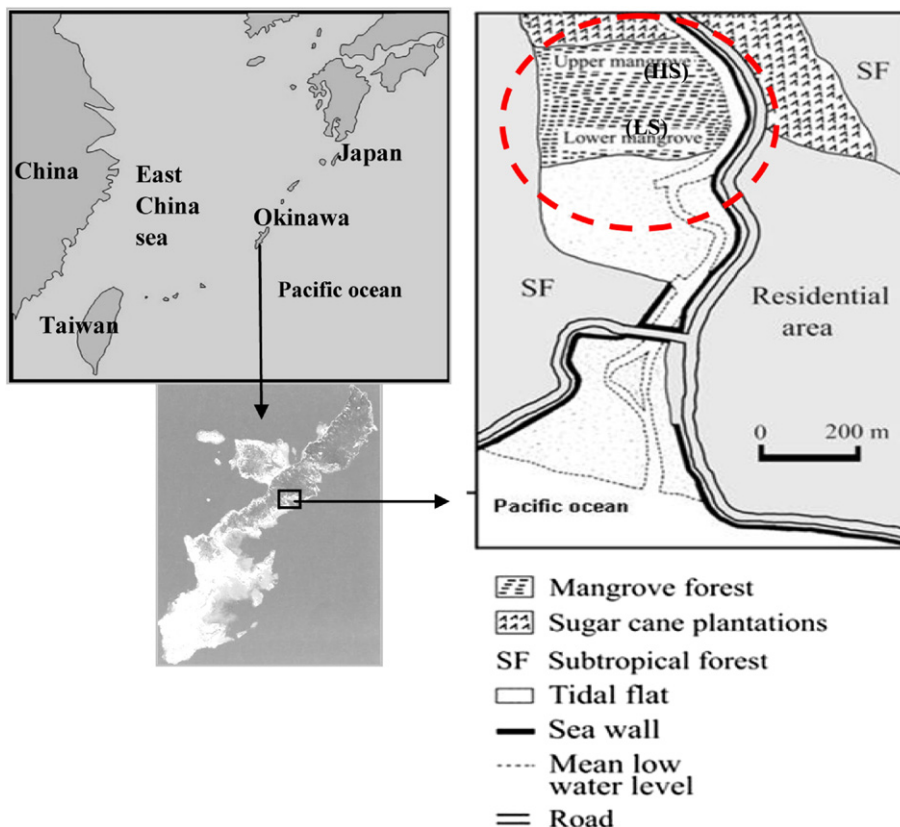 China
East
China
sea
Japan
Okinawa
Pacific ocean
Taiwan
Upper mangrove
(HS)
(LS)
Lower mangrove
SF
SF
Residential
area
0 200 m
Pacific ocean
Mangrove forest
Sugar cane plantations
SF Subtropical forest
Tidal flat
Sea wall
Mean low
water level
Road